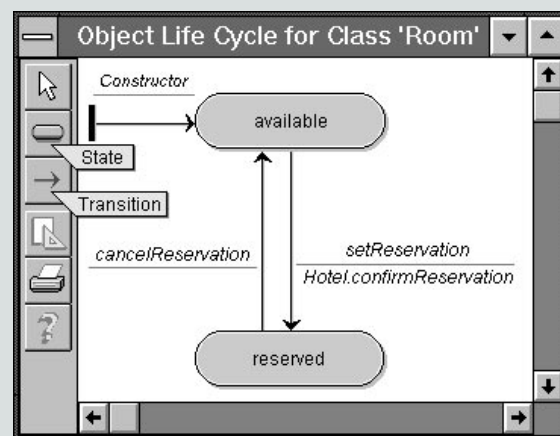 Object Life Cycle for Class 'Room'
Constructor
available
State
Transition
cancelReservation
setReservation
Hotel.confirmReservation
reserved